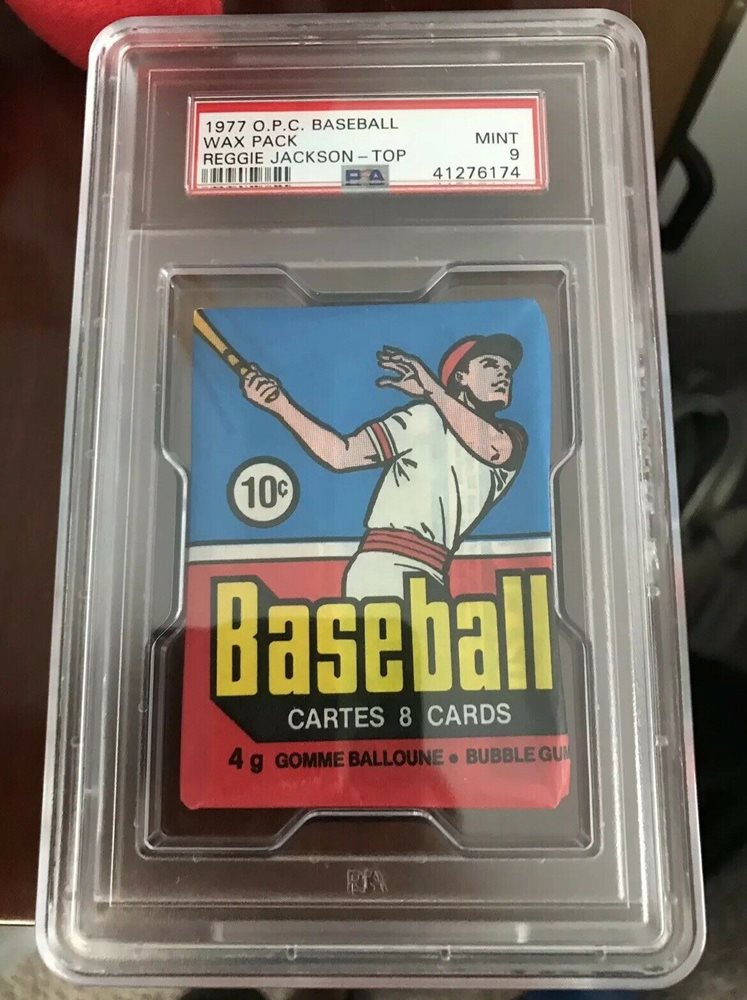 1977 O.P.C. BASEBALL
WAX PACK MINT
REGGIE JACKSON - TOP 9
PSA 41276174
10¢
Baseball
CARTES 8 CARDS
4 g GOMME BALLOUNE • BUBBLE GUM
PSA